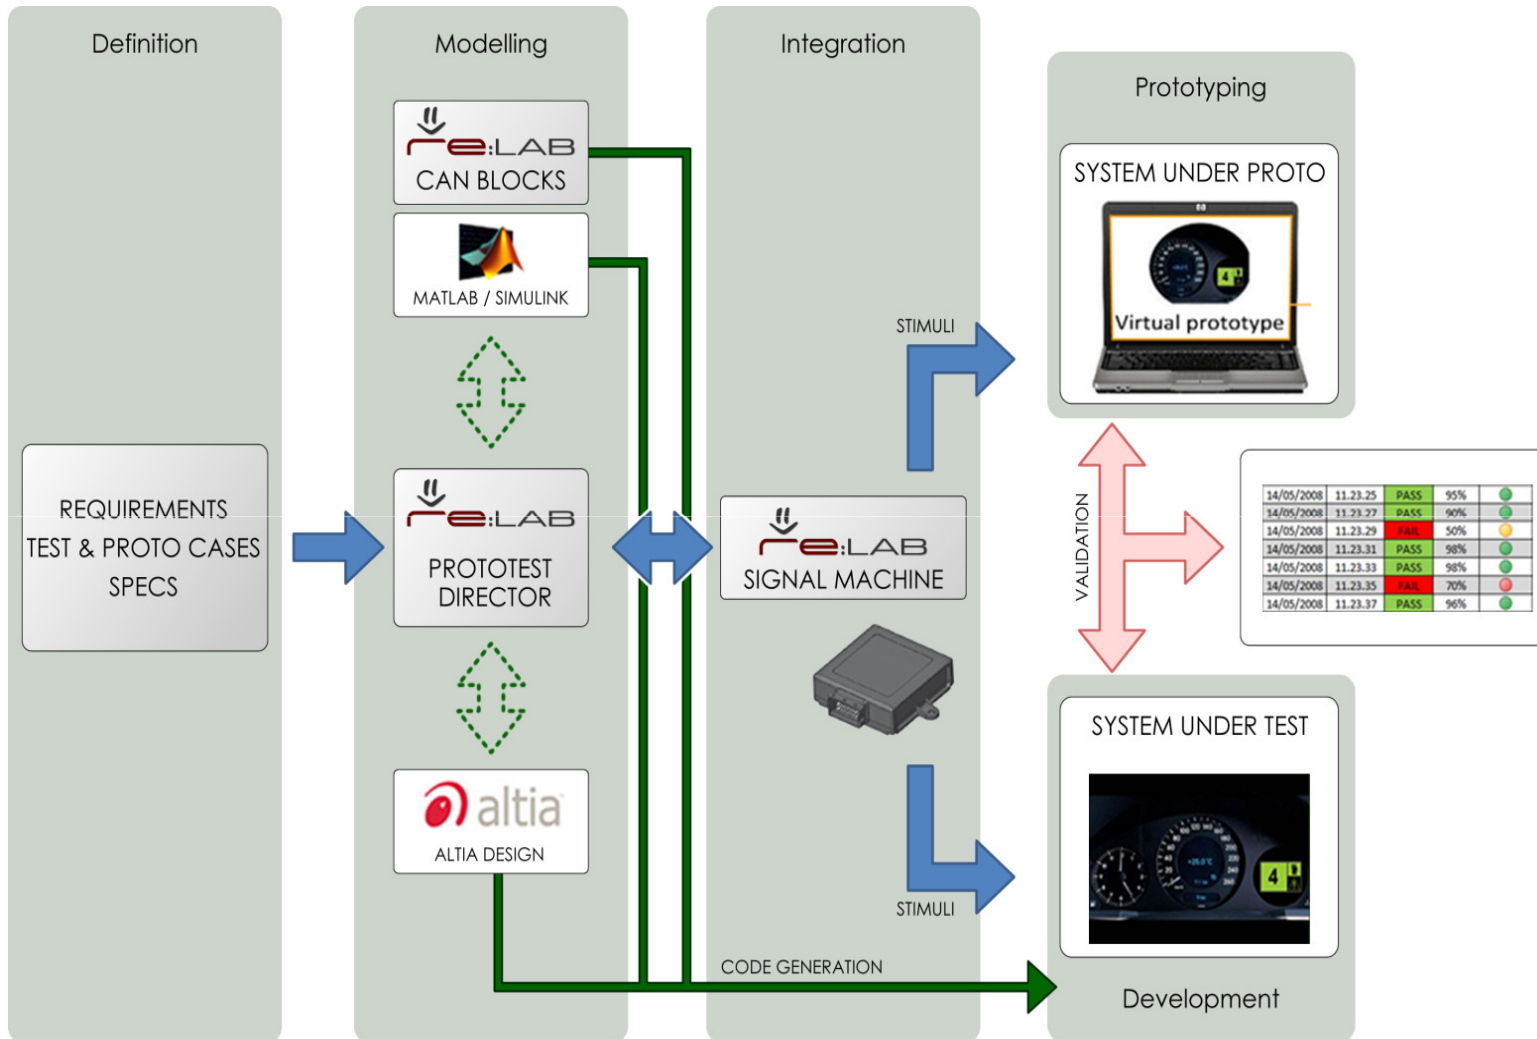 Definition
Modelling
Integration
Prototyping
re:LAB
CAN BLOCKS
MATLAB / SIMULINK
REQUIREMENTS
TEST & PROTO CASES
SPECS
re:LAB
PROTOTEST
DIRECTOR
altia
ALTIA DESIGN
re:LAB
SIGNAL MACHINE
STIMULI
STIMULI
CODE GENERATION
SYSTEM UNDER PROTO
4
Virtual prototype
VALIDATION
14/05/2008 11.23.25 PASS 95%
14/05/2008 11.23.27 PASS 90%
14/05/2008 11.23.29 FAIL 50%
14/05/2008 11.23.31 PASS 98%
14/05/2008 11.23.33 PASS 98%
14/05/2008 11.23.35 FAIL 70%
14/05/2008 11.23.37 PASS 96%
SYSTEM UNDER TEST
+25.0°C
4
Development